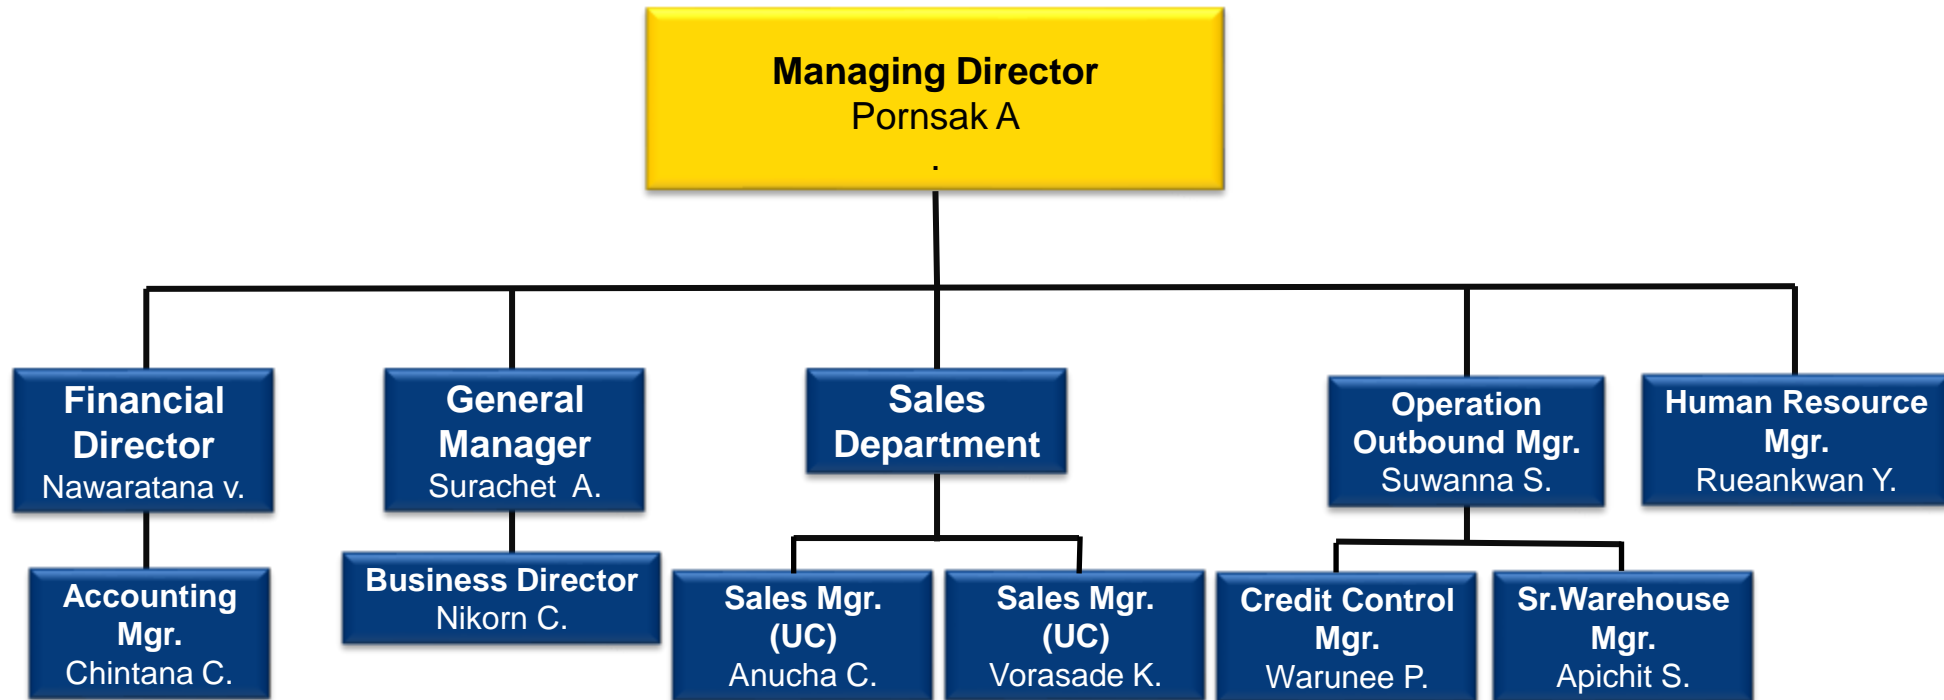 Managing Director
Pornsak A
.
Financial
Director
Nawaratana v.
General
Manager
Surachet  A.
Sales
Department
Operation
Outbound Mgr.
Suwanna S.
Human Resource
Mgr.
Rueankwan Y.
Accounting
Mgr.
Chintana C.
Business Director
Nikorn C.
Sales Mgr.
(UC)
Anucha C.
Sales Mgr.
(UC)
Vorasade K.
Credit Control
Mgr.
Warunee P.
Sr.Warehouse
Mgr.
Apichit S.